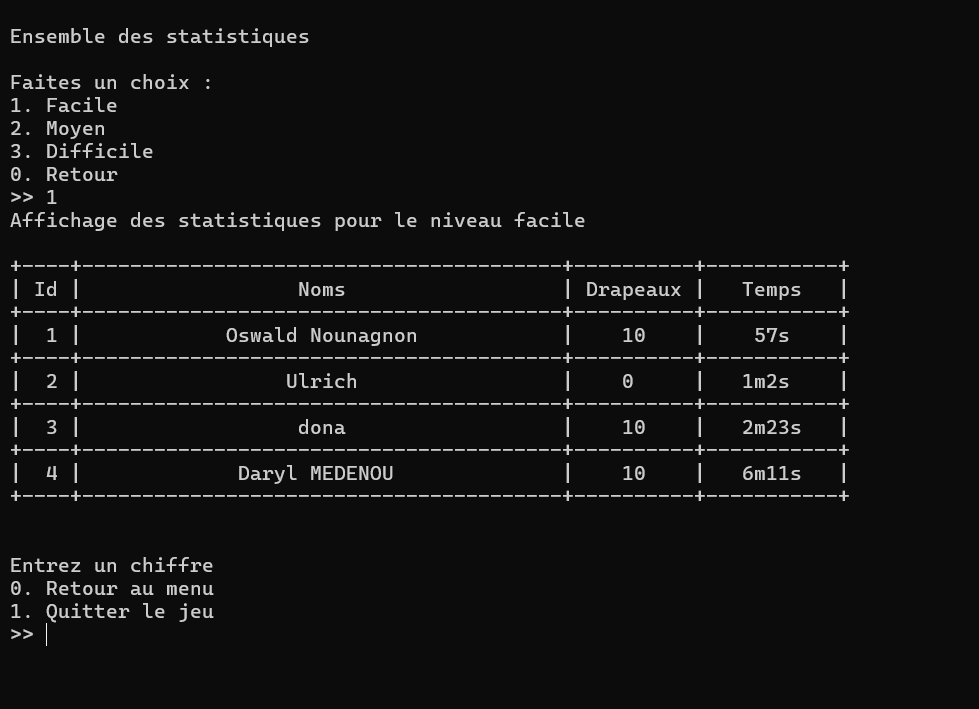 Ensemble des statistiques
Faites un choix :
1. Facile
2. Moyen
3. Difficile
0. Retour
>> 1
Affichage des statistiques pour le niveau facile
+----+----------------------------------------+----------+-----------+
| Id |                  Noms                  | Drapeaux |   Temps   |
+----+----------------------------------------+----------+-----------+
|  1 |            Oswald Nounagnon            |    10    |    57s    |
+----+----------------------------------------+----------+-----------+
|  2 |                 Ulrich                 |    0     |   1m2s    |
+----+----------------------------------------+----------+-----------+
|  3 |                  dona                  |    10    |   2m23s   |
+----+----------------------------------------+----------+-----------+
|  4 |             Daryl MEDENOU              |    10    |   6m11s   |
+----+----------------------------------------+----------+-----------+
Entrez un chiffre
0. Retour au menu
1. Quitter le jeu
>>